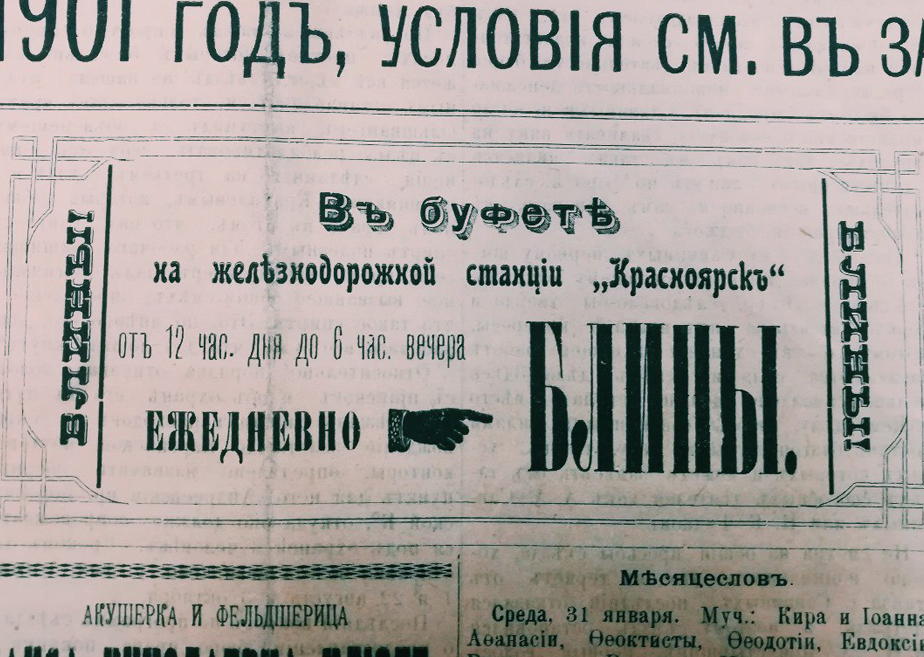 1901 ГОДЪ, УСЛОВІЯ СМ. ВЪ
БЛИНЫ
Въ буфетѣ
БЛИНЫ
на желѣзнодорожной станціи „Красноярскъ“
отъ 12 час. дня до 6 час. вечера
ЕЖЕДНЕВНО
БЛИНЫ.
АКУШЕРКА И ФЕЛЬДШЕРИЦА
Мѣсяцесловъ.
Среда, 31 января. Муч.: Кира и Іоанна
Аѳанасіи, Ѳеоктисты, Ѳеодотіи, Евдоксі